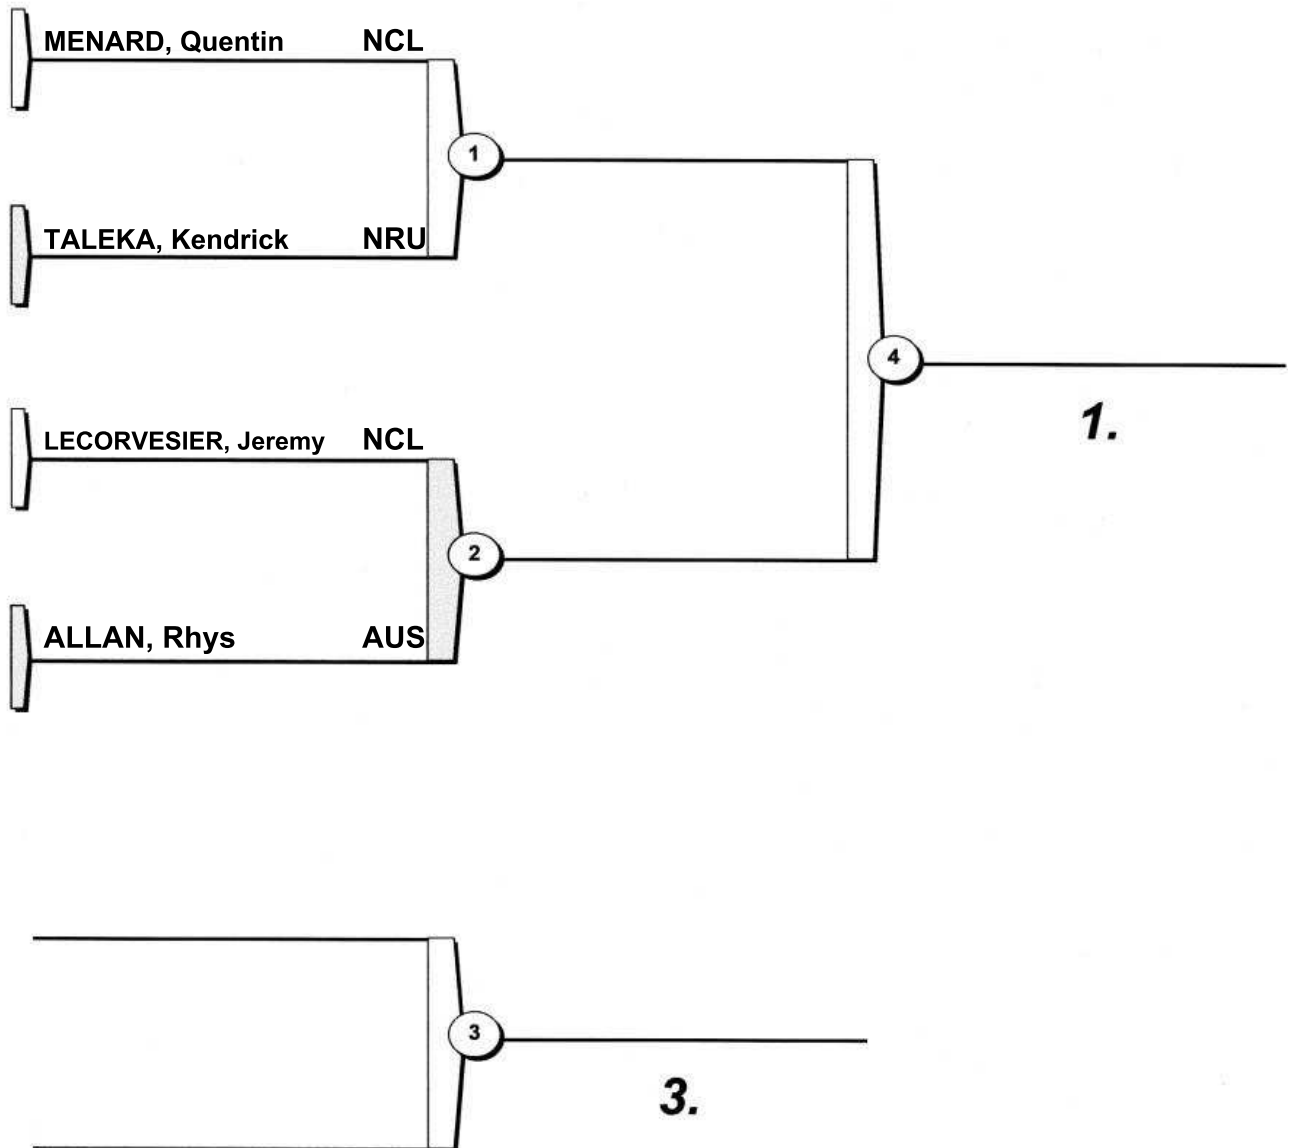 MENARD, Quentin NCL
1
TALEKA, Kendrick NRU
4
1.
LECORVESIER, Jeremy NCL
2
ALLAN, Rhys AUS
3
3.